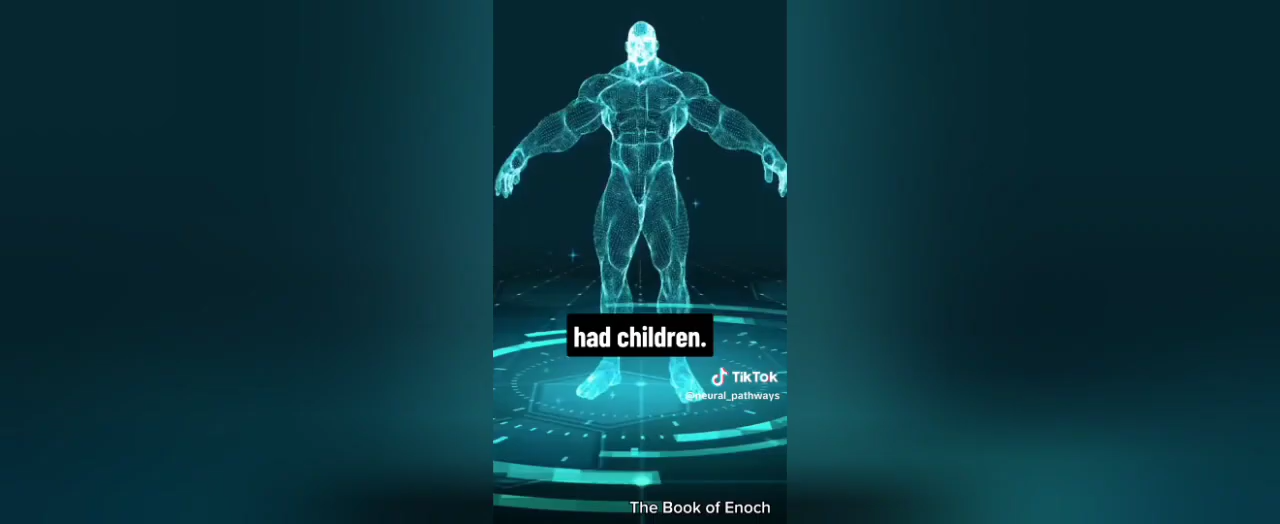 had children.
TikTok
@neural_pathways
The Book of Enoch